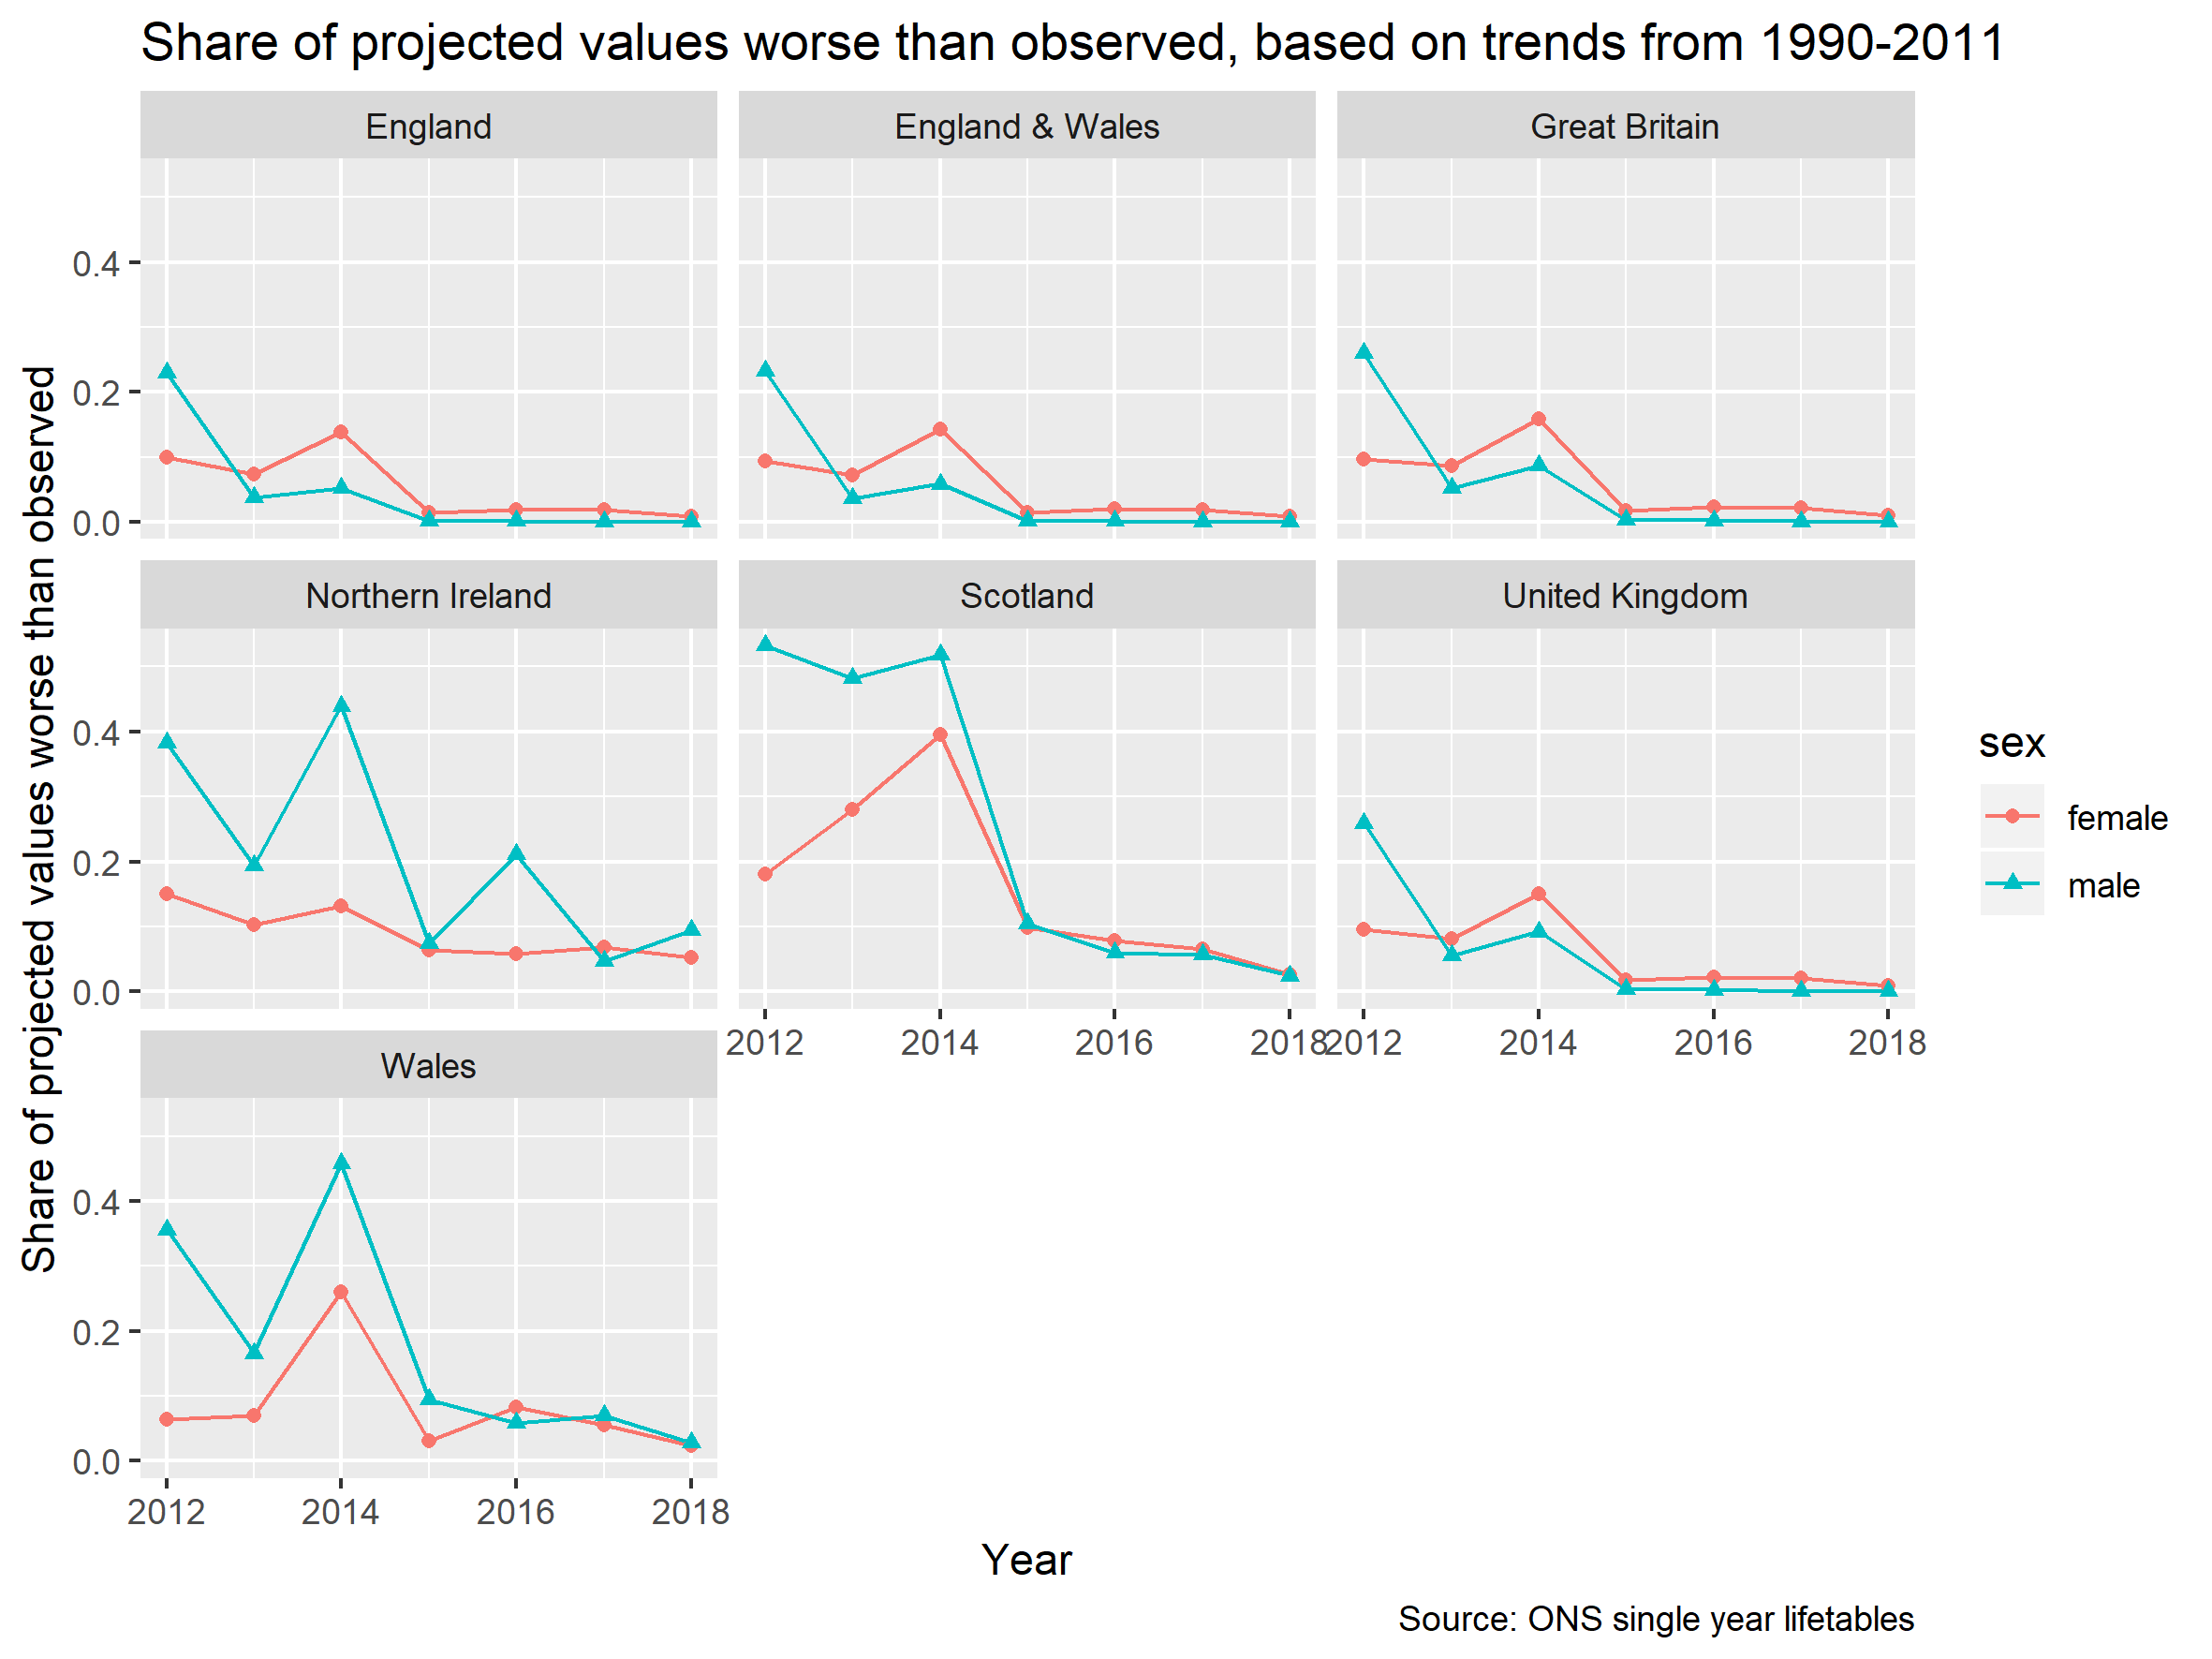 Share of projected values worse than observed, based on trends from 1990-2011
Share of projected values worse than observed
England
England & Wales
Great Britain
0.4
0.2
0.0
Northern Ireland
Scotland
United Kingdom
0.4
0.2
0.0
2012 2014 2016 2018
2012 2014 2016 2018
Wales
0.4
0.2
0.0
2012 2014 2016 2018
Year
sex
female
male
Source: ONS single year lifetables